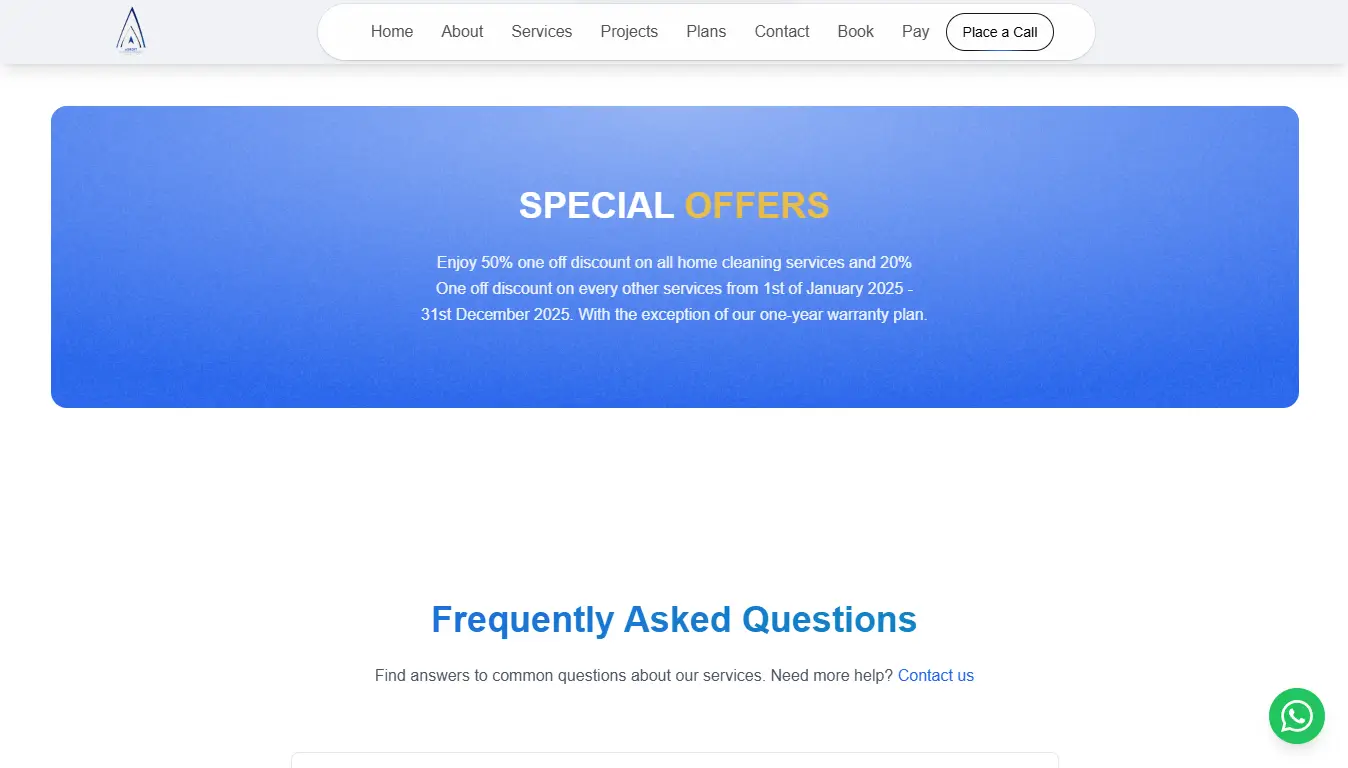 Home About Services Projects Plans Contact Book Pay Place a Call
SPECIAL OFFERS
Enjoy 50% one off discount on all home cleaning services and 20%
One off discount on every other services from 1st of January 2025 -
31st December 2025. With the exception of our one-year warranty plan.
Frequently Asked Questions
Find answers to common questions about our services. Need more help? Contact us